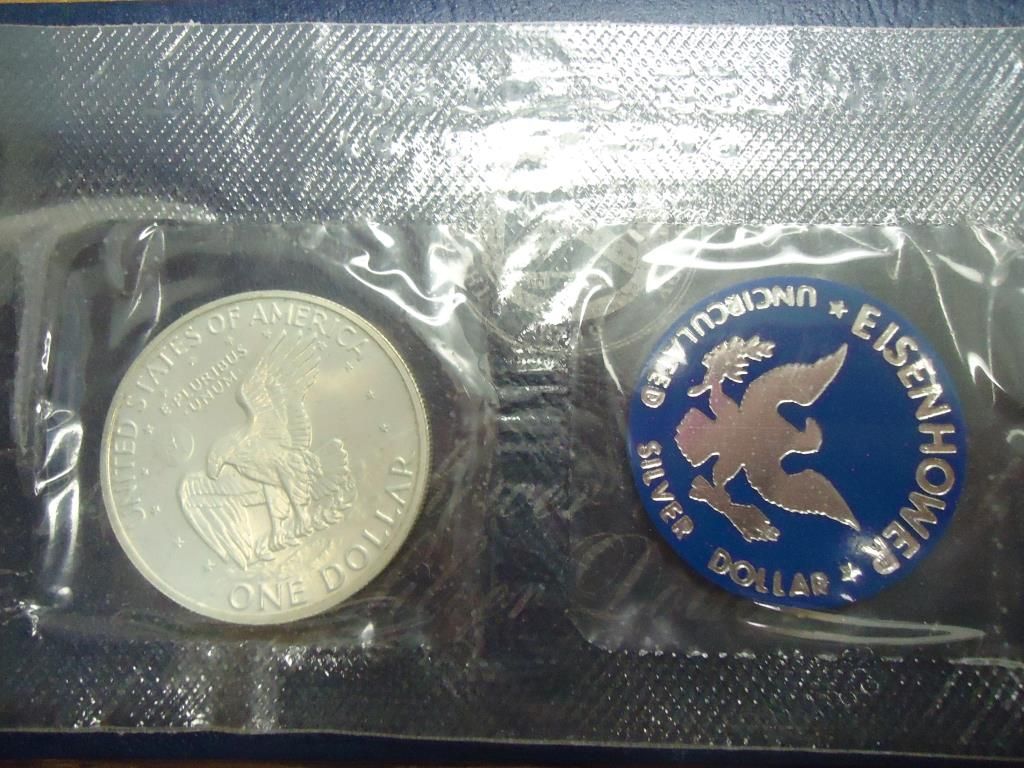 UNITED STATES OF AMERICA
E PLURIBUS
UNUM
ONE DOLLAR
EISENHOWER
UNCIRCULATED SILVER DOLLAR